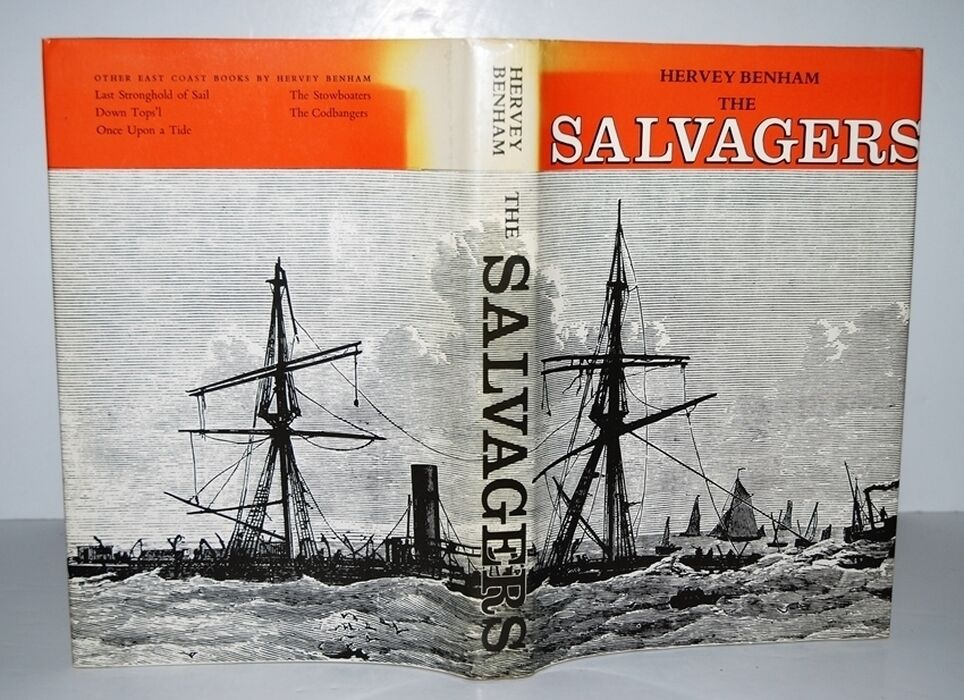 OTHER EAST COAST BOOKS BY HERVEY BENHAM
Last Stronghold of Sail
The Stowboaters
Down Tops'l
The Codbangers
Once Upon a Tide
HERVEY
BENHAM
THE
SALVAGERS
HERVEY BENHAM
THE
SALVAGERS